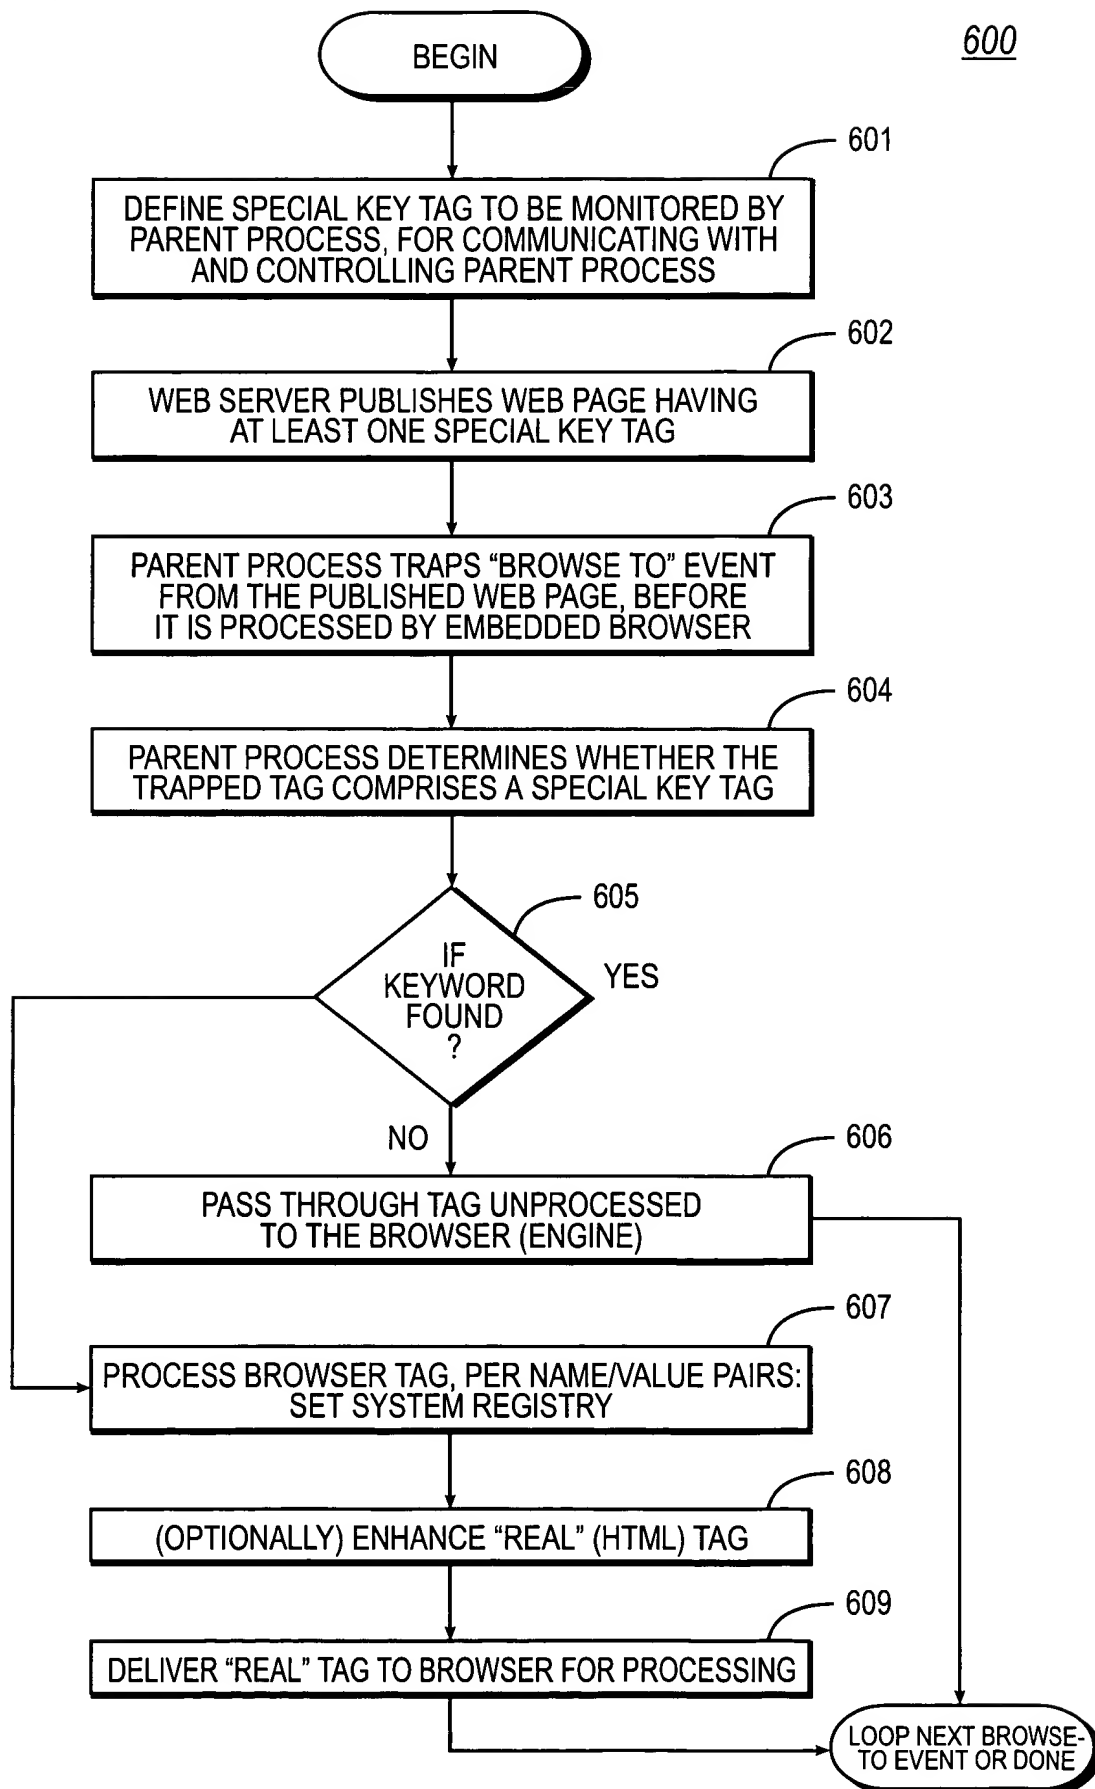 BEGIN
600
601
DEFINE SPECIAL KEY TAG TO BE MONITORED BY
PARENT PROCESS, FOR COMMUNICATING WITH
AND CONTROLLING PARENT PROCESS
602
WEB SERVER PUBLISHES WEB PAGE HAVING
AT LEAST ONE SPECIAL KEY TAG
603
PARENT PROCESS TRAPS “BROWSE TO” EVENT
FROM THE PUBLISHED WEB PAGE, BEFORE
IT IS PROCESSED BY EMBEDDED BROWSER
604
PARENT PROCESS DETERMINES WHETHER THE
TRAPPED TAG COMPRISES A SPECIAL KEY TAG
605
IF
KEYWORD
FOUND
?
YES
NO
606
PASS THROUGH TAG UNPROCESSED
TO THE BROWSER (ENGINE)
607
PROCESS BROWSER TAG, PER NAME/VALUE PAIRS:
SET SYSTEM REGISTRY
608
(OPTIONALLY) ENHANCE “REAL” (HTML) TAG
609
DELIVER “REAL” TAG TO BROWSER FOR PROCESSING
LOOP NEXT BROWSE-
TO EVENT OR DONE